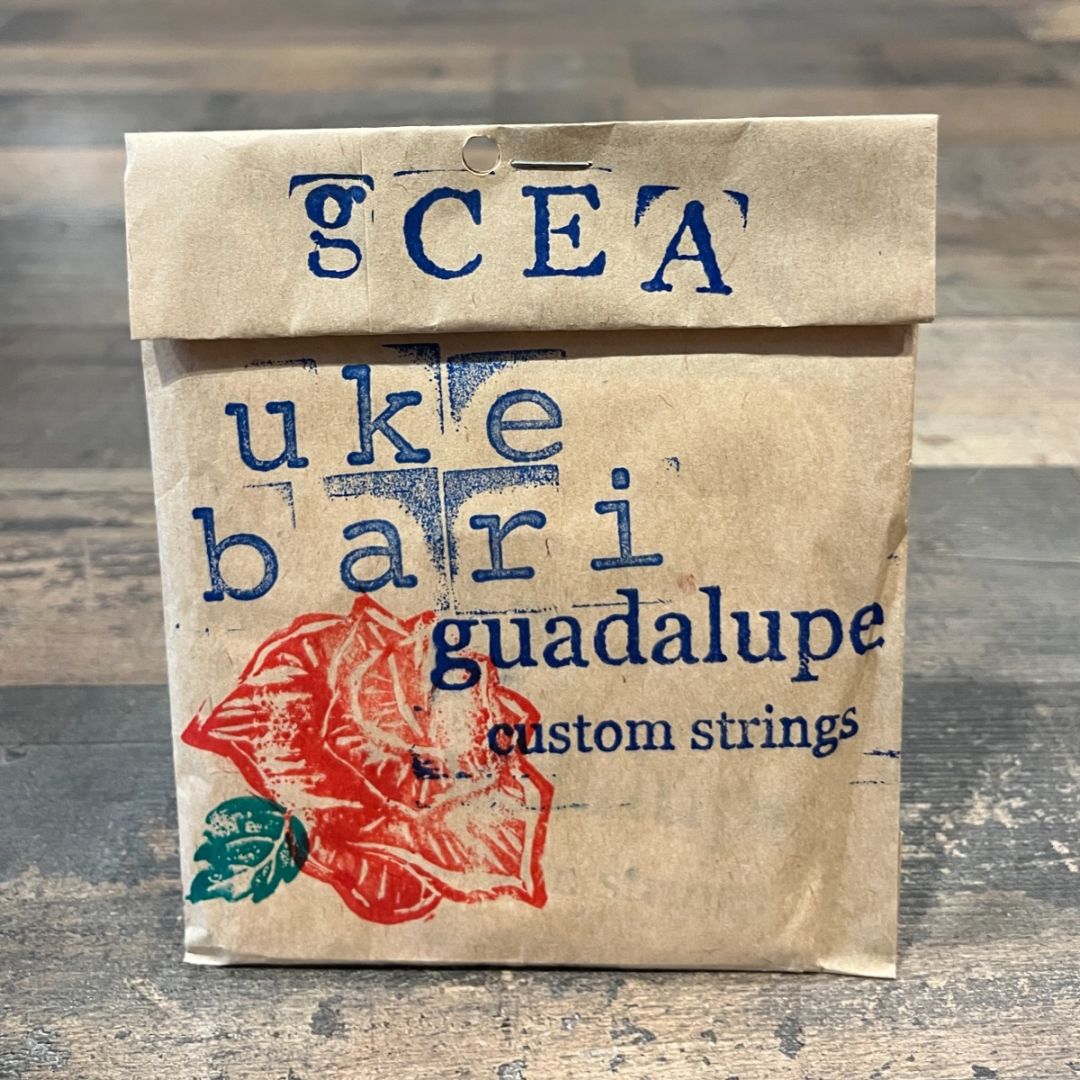 gCEA
uke
bari
guadalupe
custom strings